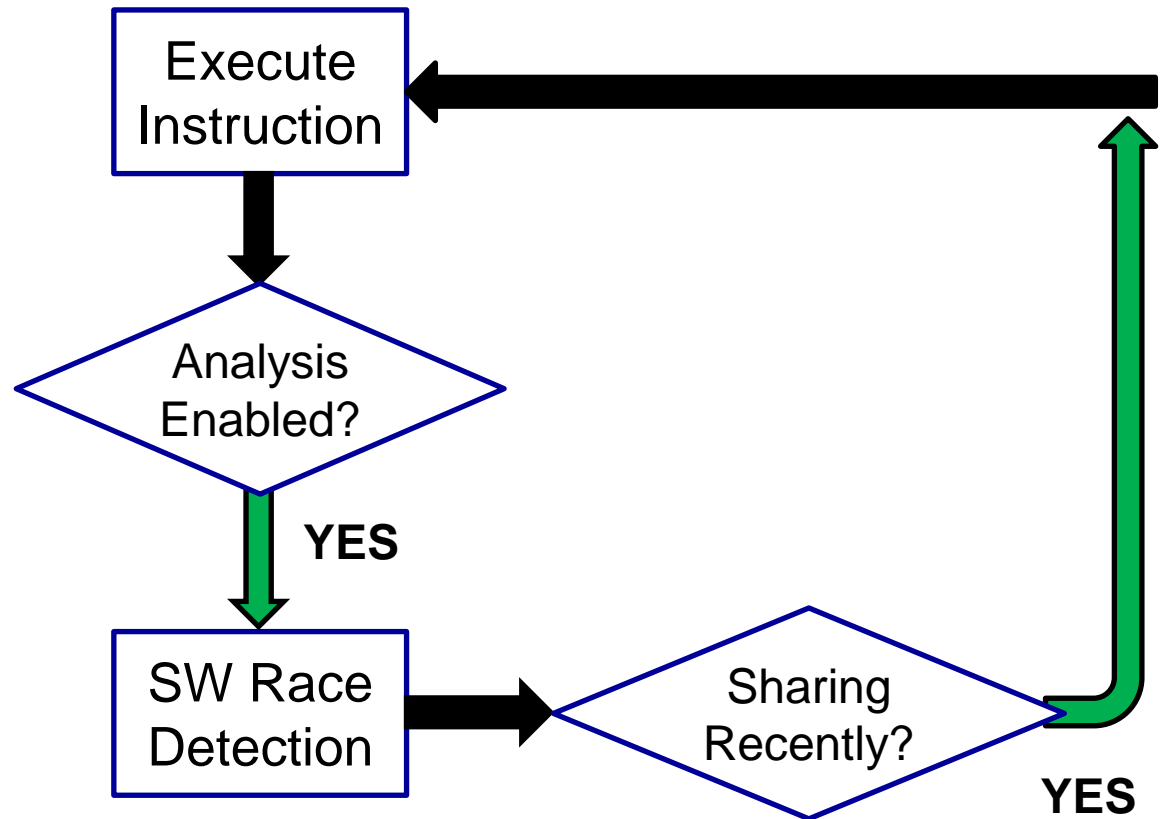 Execute
Instruction
Analysis
Enabled?
YES
SW Race
Detection
Sharing
Recently?
YES